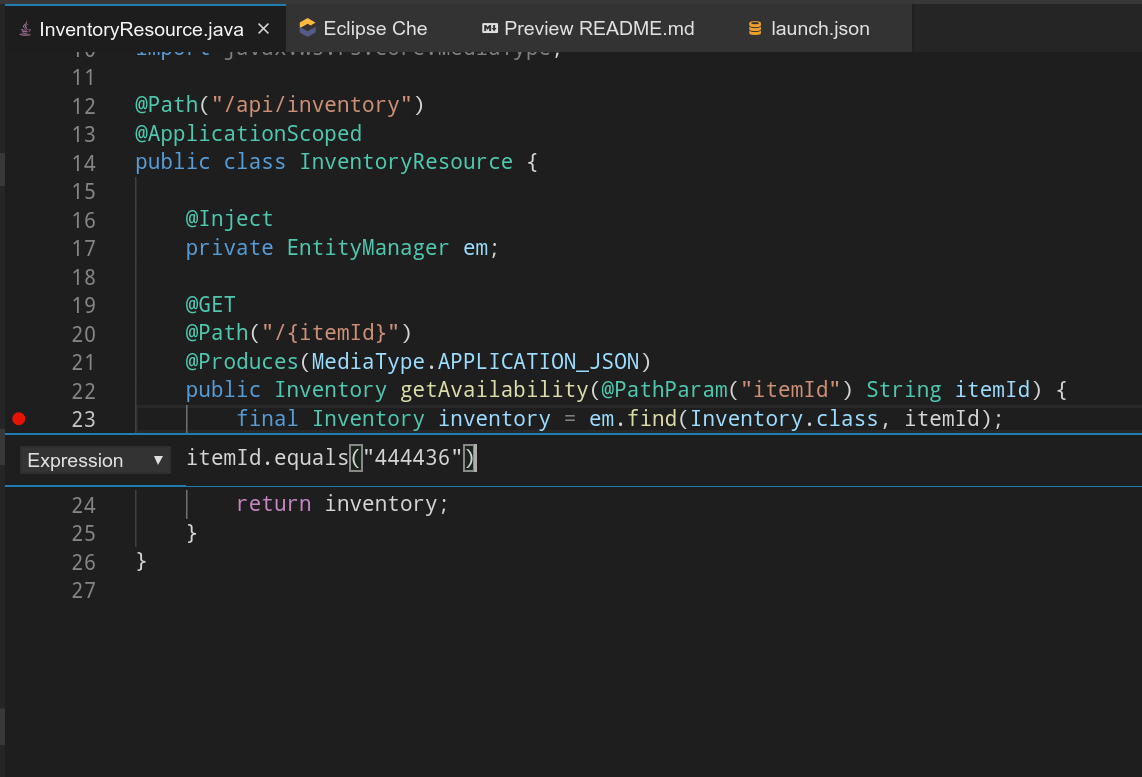 InventoryResource.java × Eclipse Che Preview README.md launch.json
10 import javax.ws.rs.core.MediaType;
11
12 @Path("/api/inventory")
13 @ApplicationScoped
14 public class InventoryResource {
15
16 @Inject
17 private EntityManager em;
18
19 @GET
20 @Path("/{itemId}")
21 @Produces(MediaType.APPLICATION_JSON)
22 public Inventory getAvailability(@PathParam("itemId") String itemId) {
23 final Inventory inventory = em.find(Inventory.class, itemId);
Expression ▼ itemId.equals("444436")
24 return inventory;
25 }
26 }
27